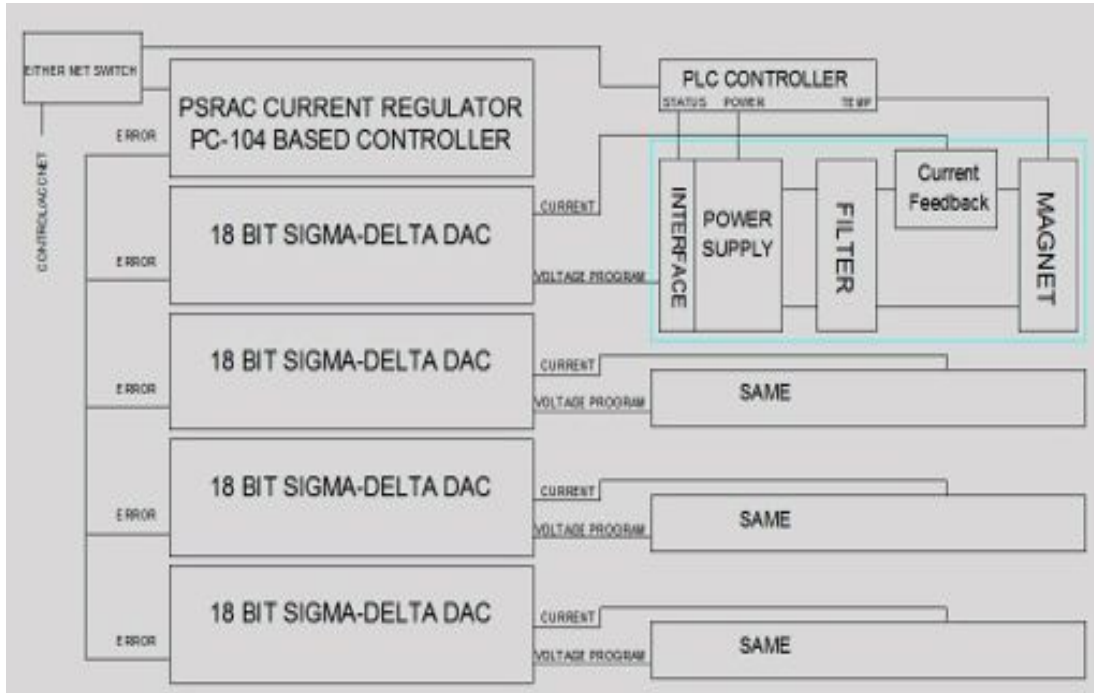 EITHER NET SWITCH
CONTROL/ACCNET
PSRAC CURRENT REGULATOR
PC-104 BASED CONTROLLER
ERROR
PLC CONTROLLER
STATUS POWER TEMP
18 BIT SIGMA-DELTA DAC
ERROR
CURRENT
VOLTAGE PROGRAM
INTERFACE
POWER
SUPPLY
FILTER
Current
Feedback
MAGNET
18 BIT SIGMA-DELTA DAC
ERROR
CURRENT
VOLTAGE PROGRAM
SAME
18 BIT SIGMA-DELTA DAC
ERROR
CURRENT
VOLTAGE PROGRAM
SAME
18 BIT SIGMA-DELTA DAC
ERROR
CURRENT
VOLTAGE PROGRAM
SAME